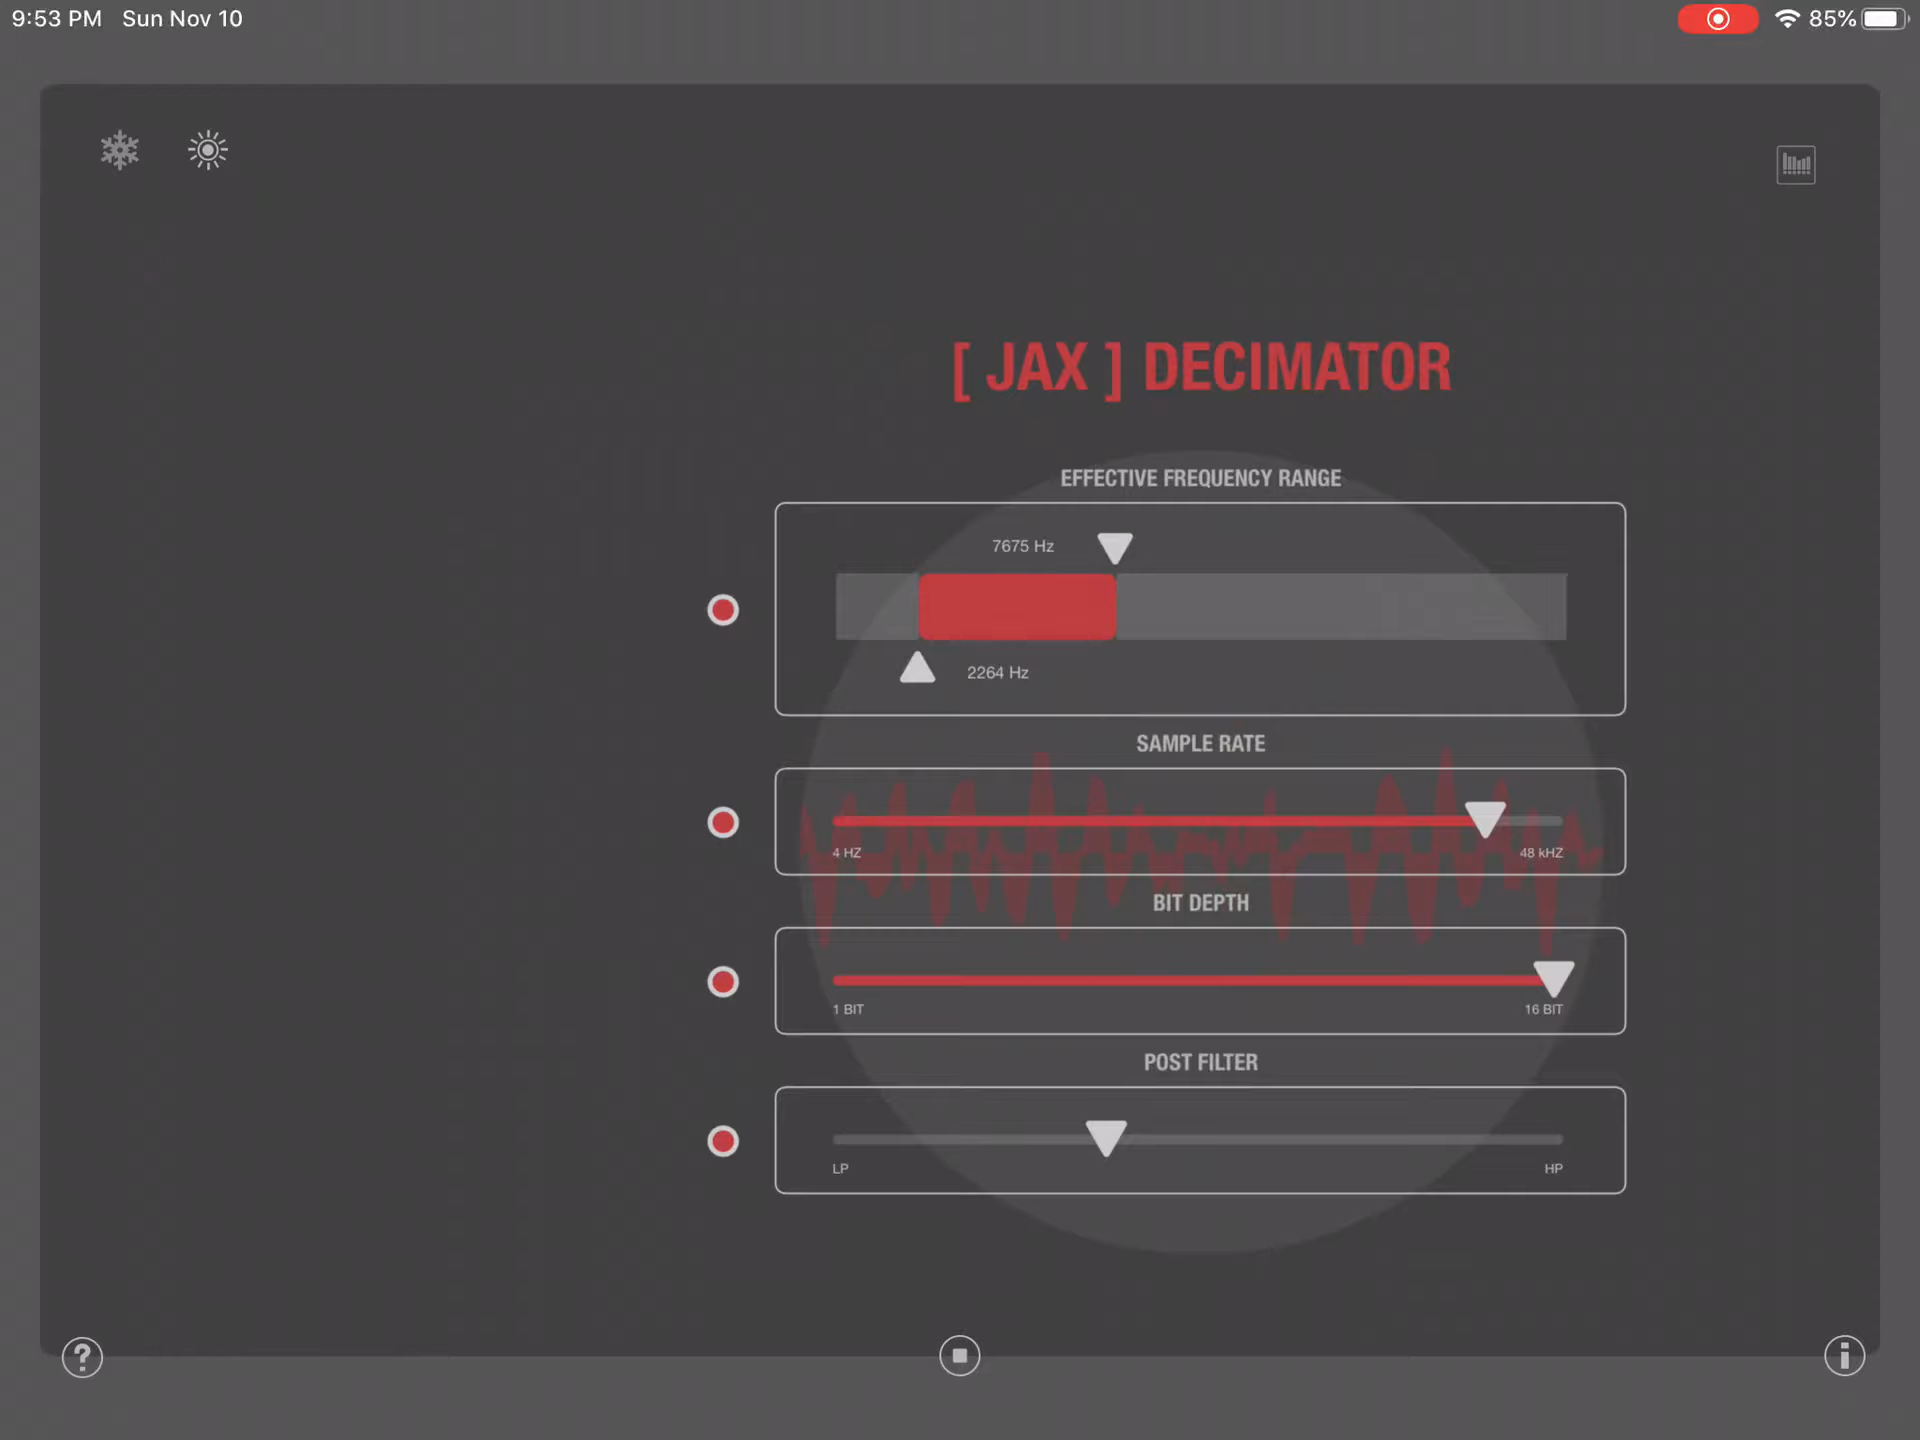 9:53 PM Sun Nov 10
85%
[ JAX ] DECIMATOR
EFFECTIVE FREQUENCY RANGE
7675 Hz
2264 Hz
SAMPLE RATE
4 HZ
48 kHZ
BIT DEPTH
1 BIT
16 BIT
POST FILTER
LP
HP
?
i